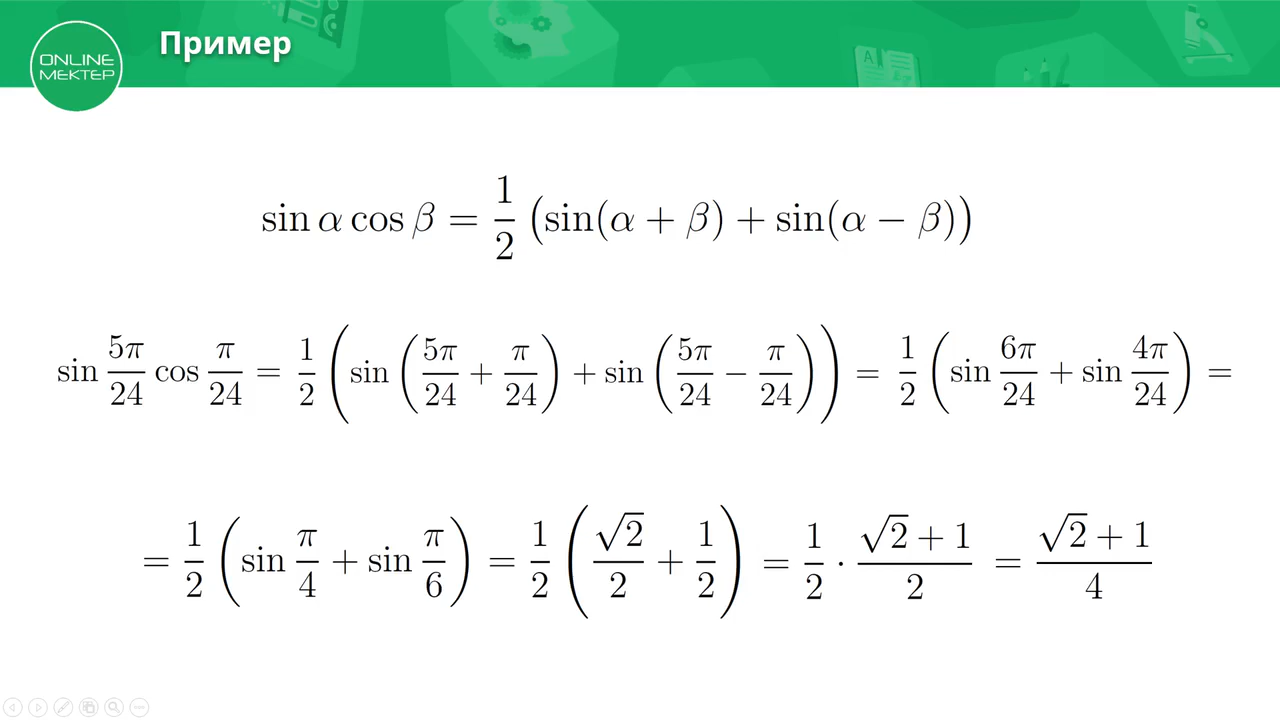 Пример
ONLINE
МЕКТЕР
sin α cos β = 1/2 (sin(α + β) + sin(α − β))
sin 5π/24 cos π/24 = 1/2 (sin (5π/24 + π/24) + sin (5π/24 − π/24)) = 1/2 (sin 6π/24 + sin 4π/24) =
= 1/2 (sin π/4 + sin π/6) = 1/2 (√2/2 + 1/2) = 1/2 · (√2 + 1)/2 = (√2 + 1)/4